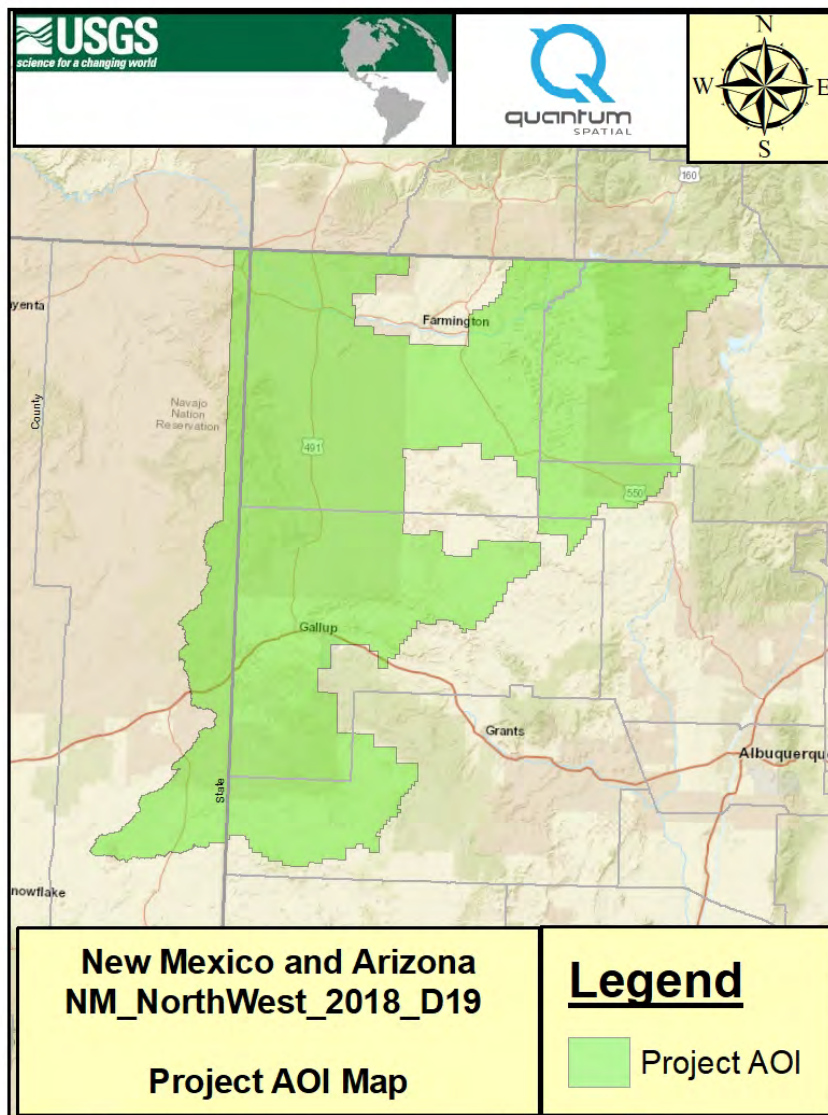 USGS
science for a changing world
quantum
SPATIAL
N
W
E
S
160
yenta
Farmington
County
Navajo
Nation
Reservation
491
550
Gallup
Grants
Albuquerqu
State
nowflake
New Mexico and Arizona
NM_NorthWest_2018_D19
Project AOI Map
Legend
Project AOI